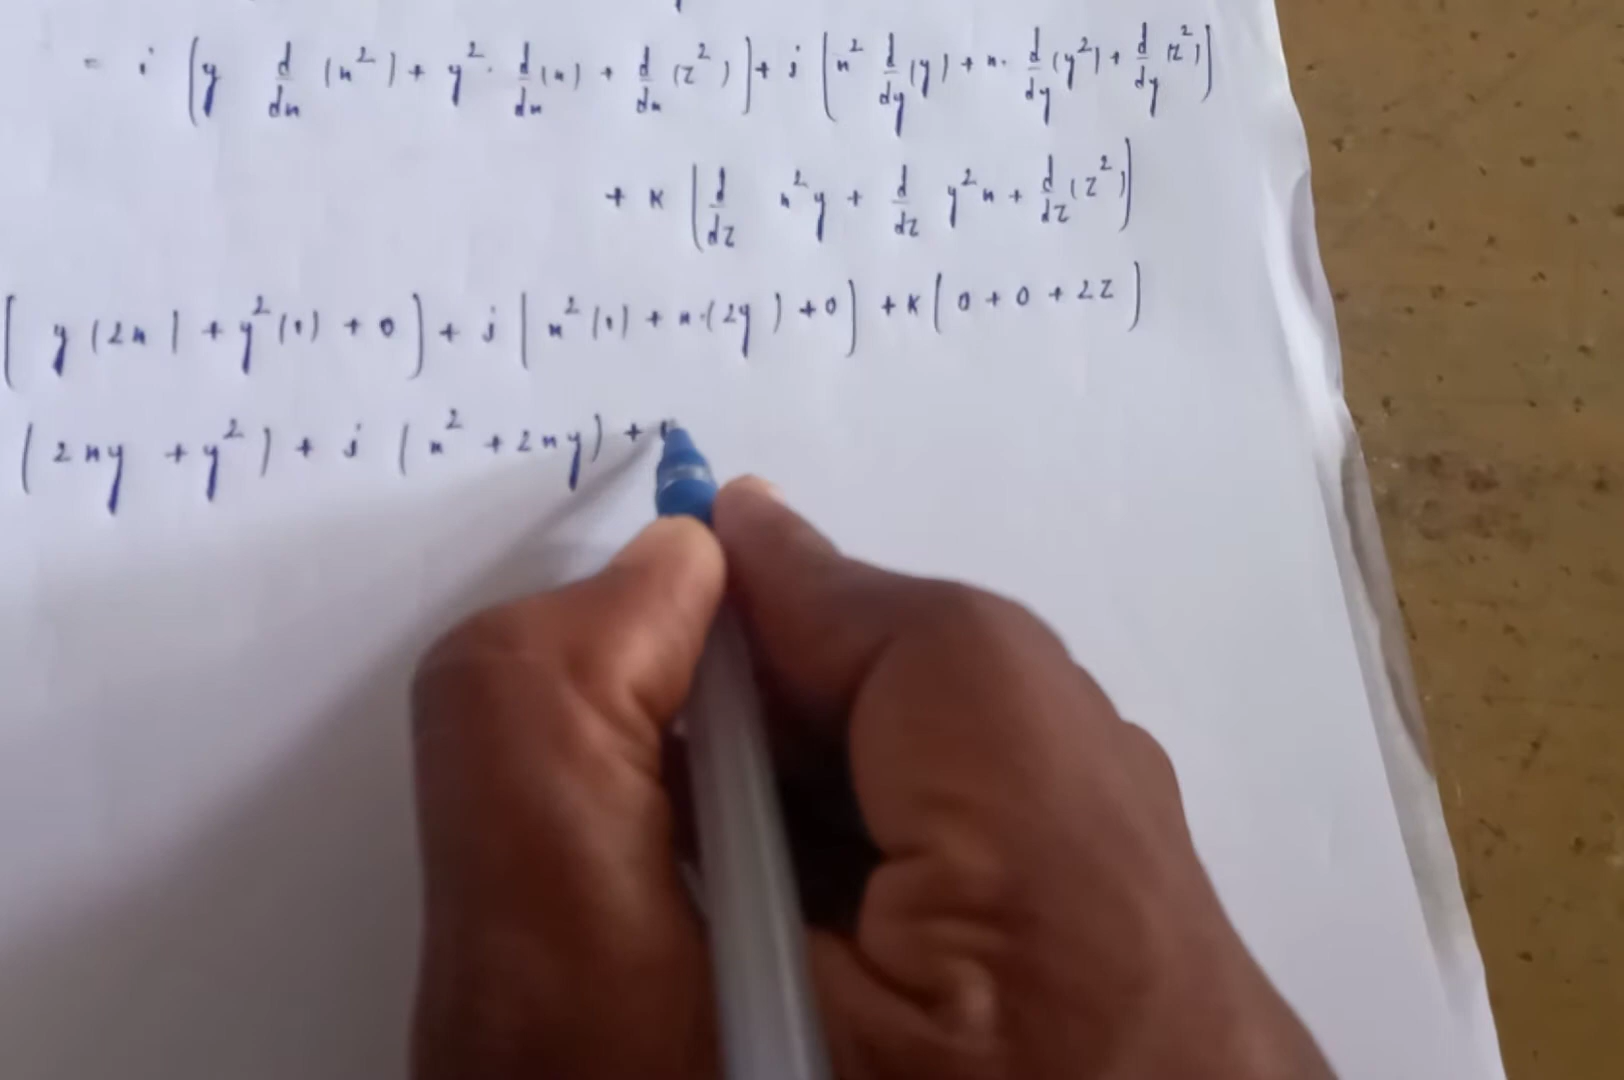 = i [y d/dx (x²) + y². d/dx (x) + d/dx (z²)] + j [x² d/dy (y) + x. d/dy (y²) + d/dy (z²)]
+ k [d/dz x²y + d/dz y²x + d/dz (z²)]
[y (2x) + y² (1) + 0] + j [x² (1) + x.(2y) + 0] + k [0 + 0 + 2z]
(2xy + y²) + j (x² + 2xy) +